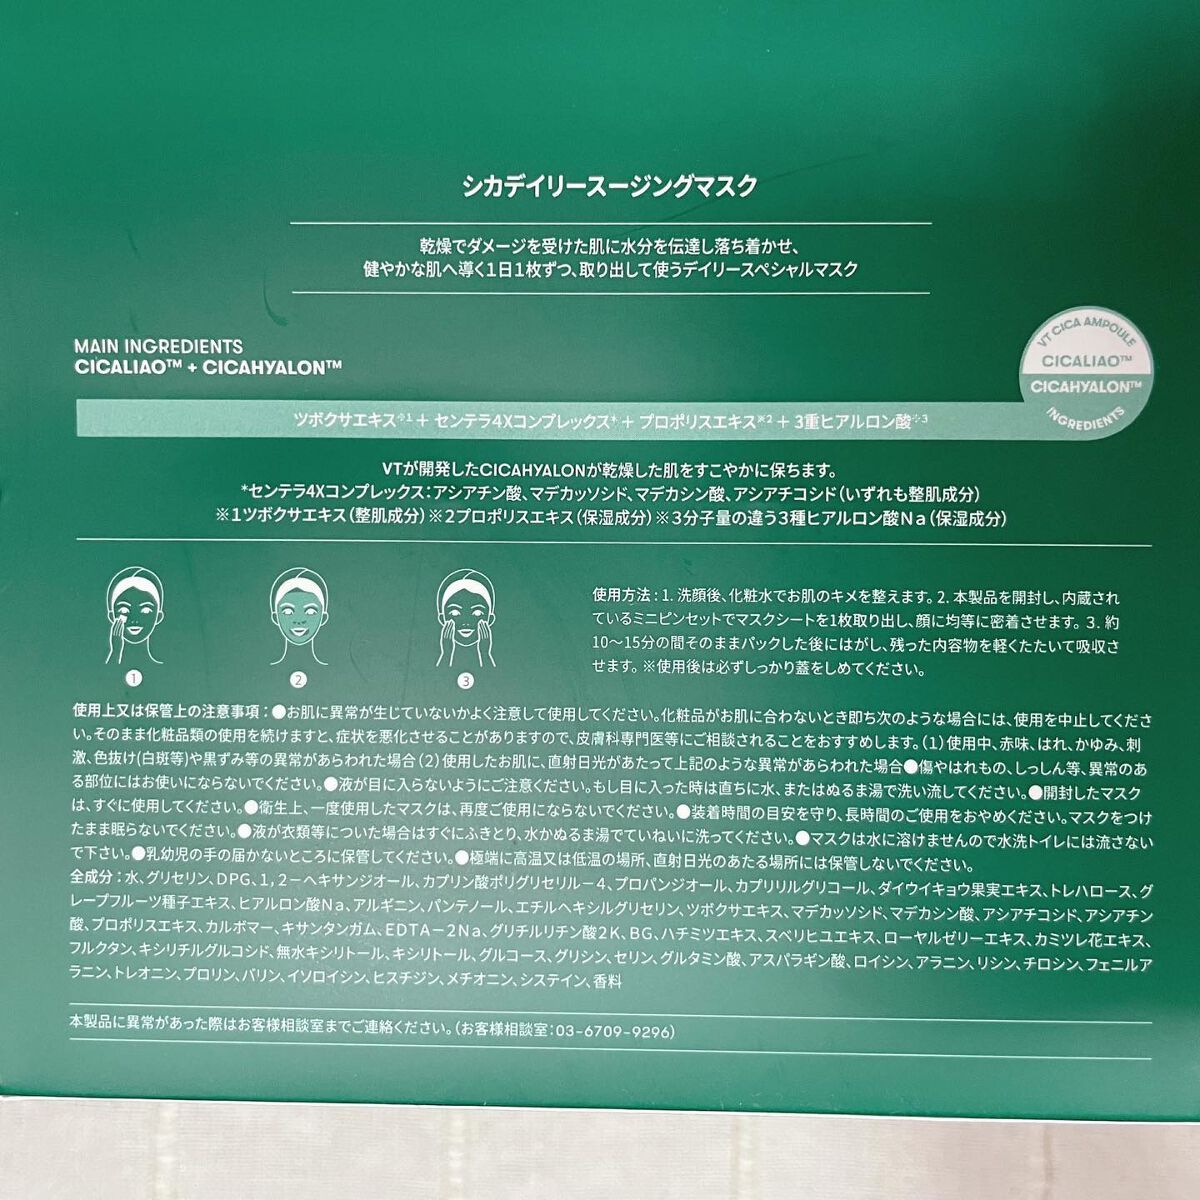 シカデイリースージングマスク
乾燥でダメージを受けた肌に水分を伝達し落ち着かせ、
健やかな肌へ導く1日1枚ずつ、取り出して使うデイリースペシャルマスク
MAIN INGREDIENTS
CICALIAO™ + CICAHYALON™
VT CICA AMPOULE
CICALIAO™
CICAHYALON™
INGREDIENTS
ツボクサエキス※1 + センテラ4Xコンプレックス* + プロポリスエキス※2 + 3重ヒアルロン酸※3
VTが開発したCICAHYALONが乾燥した肌をすこやかに保ちます。
*センテラ4Xコンプレックス：アシアチン酸、マデカッソシド、マデカシン酸、アシアチコシド（いずれも整肌成分）
※1ツボクサエキス（整肌成分）※2プロポリスエキス（保湿成分）※3分子量の違う3種ヒアルロン酸Na（保湿成分）
1
2
3
使用方法：1. 洗顔後、化粧水でお肌のキメを整えます。2. 本製品を開封し、内蔵され
ているミニピンセットでマスクシートを1枚取り出し、顔に均等に密着させます。3. 約
10～15分の間そのままパックした後にはがし、残った内容物を軽くたたいて吸収さ
せます。※使用後は必ずしっかり蓋をしめてください。
使用上又は保管上の注意事項：●お肌に異常が生じていないかよく注意して使用してください。化粧品がお肌に合わないとき即ち次のような場合には、使用を中止してくださ
い。そのまま化粧品類の使用を続けますと、症状を悪化させることがありますので、皮膚科専門医等にご相談されることをおすすめします。（1）使用中、赤味、はれ、かゆみ、刺
激、色抜け（白斑等）や黒ずみ等の異常があらわれた場合（2）使用したお肌に、直射日光があたって上記のような異常があらわれた場合●傷やはれもの、しっしん等、異常のあ
る部位にはお使いにならないでください。●液が目に入らないようにご注意ください。もし目に入った時は直ちに水、またはぬるま湯で洗い流してください。●開封したマスク
は、すぐに使用してください。●衛生上、一度使用したマスクは、再度ご使用にならないでください。●装着時間の目安を守り、長時間のご使用をおやめください。マスクをつけ
たまま眠らないでください。●液が衣類等についた場合はすぐにふきとり、水かぬるま湯でていねいに洗ってください。●マスクは水に溶けませんので水洗トイレには流さない
で下さい。●乳幼児の手の届かないところに保管してください。●極端に高温又は低温の場所、直射日光のあたる場所には保管しないでください。
全成分：水、グリセリン、DPG、1,2－ヘキサンジオール、カプリン酸ポリグリセリル－4、プロパンジオール、カプリリルグリコール、ダイウイキョウ果実エキス、トレハロース、グ
レープフルーツ種子エキス、ヒアルロン酸Na、アルギニン、パンテノール、エチルヘキシルグリセリン、ツボクサエキス、マデカッソシド、マデカシン酸、アシアチコシド、アシアチン
酸、プロポリスエキス、カルボマー、キサンタンガム、EDTA－2Na、グリチルリチン酸2K、BG、ハチミツエキス、スベリヒユエキス、ローヤルゼリーエキス、カミツレ花エキス、
フルクタン、キシリチルグルコシド、無水キシリトール、キシリトール、グルコース、グリシン、セリン、グルタミン酸、アスパラギン酸、ロイシン、アラニン、リシン、チロシン、フェニルア
ラニン、トレオニン、プロリン、バリン、イソロイシン、ヒスチジン、メチオニン、システイン、香料
本製品に異常があった際はお客様相談室までご連絡ください。（お客様相談室：03-6709-9296）